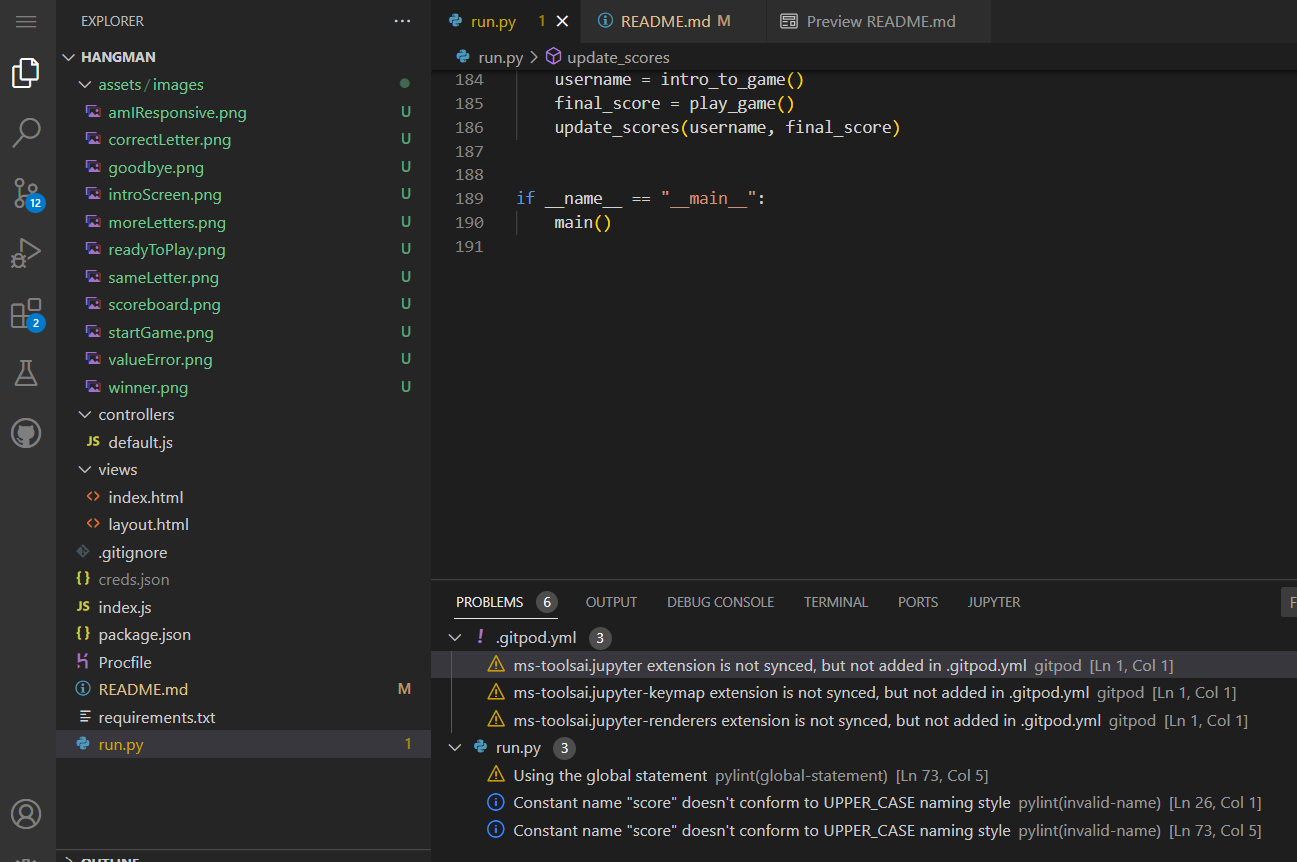 EXPLORER
HANGMAN
assets/images
amIResponsive.png U
correctLetter.png U
goodbye.png U
introScreen.png U
moreLetters.png U
readyToPlay.png U
sameLetter.png U
scoreboard.png U
startGame.png U
valueError.png U
winner.png U
controllers
JS default.js
views
<> index.html
<> layout.html
.gitignore
{} creds.json
JS index.js
{} package.json
Procfile
README.md M
requirements.txt
run.py 1
OUTLINE
12
2
run.py 1 × README.md M Preview README.md
run.py > update_scores
184 username = intro_to_game()
185 final_score = play_game()
186 update_scores(username, final_score)
187
188
189 if __name__ == "__main__":
190 main()
191
PROBLEMS 6 OUTPUT DEBUG CONSOLE TERMINAL PORTS JUPYTER F
! .gitpod.yml 3
ms-toolsai.jupyter extension is not synced, but not added in .gitpod.yml gitpod [Ln 1, Col 1]
ms-toolsai.jupyter-keymap extension is not synced, but not added in .gitpod.yml gitpod [Ln 1, Col 1]
ms-toolsai.jupyter-renderers extension is not synced, but not added in .gitpod.yml gitpod [Ln 1, Col 1]
run.py 3
Using the global statement pylint(global-statement) [Ln 73, Col 5]
Constant name "score" doesn't conform to UPPER_CASE naming style pylint(invalid-name) [Ln 26, Col 1]
Constant name "score" doesn't conform to UPPER_CASE naming style pylint(invalid-name) [Ln 73, Col 5]